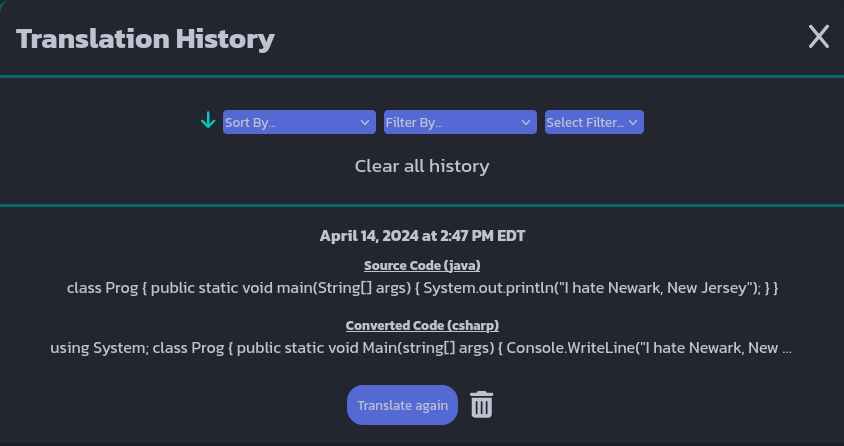 Translation History
Sort By... Filter By... Select Filter...
Clear all history
April 14, 2024 at 2:47 PM EDT
Source Code (java)
class Prog { public static void main(String[] args) { System.out.println("I hate Newark, New Jersey"); } }
Converted Code (csharp)
using System; class Prog { public static void Main(string[] args) { Console.WriteLine("I hate Newark, New ...
Translate again